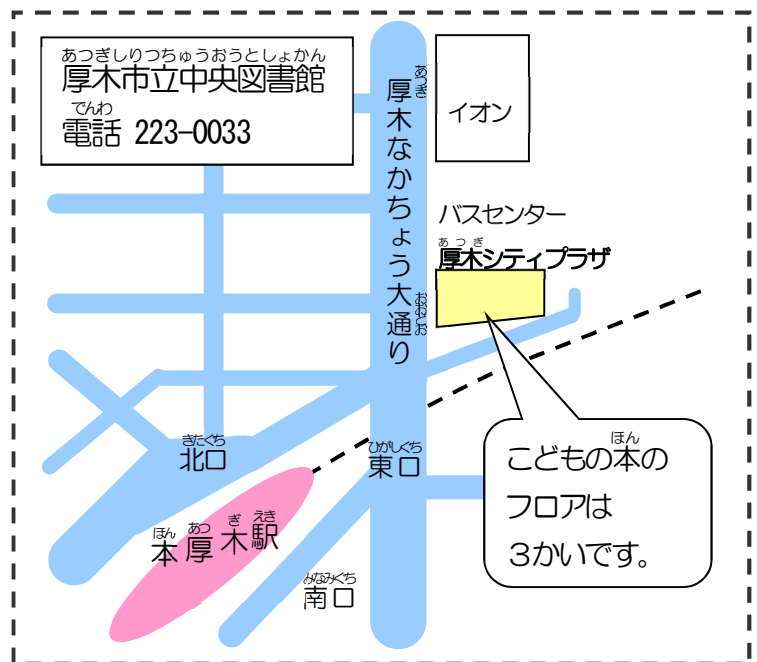 あつぎしりつちゅうおうとしょかん
厚木市立中央図書館
でんわ
電話 223-0033
あつぎ
厚木なかちょう大通り
おおどお
イオン
バスセンター
あつぎ
厚木シティプラザ
きたぐち
北口
ひがしぐち
東口
ほん
こどもの本の
フロアは
3かいです。
ほん あつ ぎ えき
本厚木駅
みなみぐち
南口